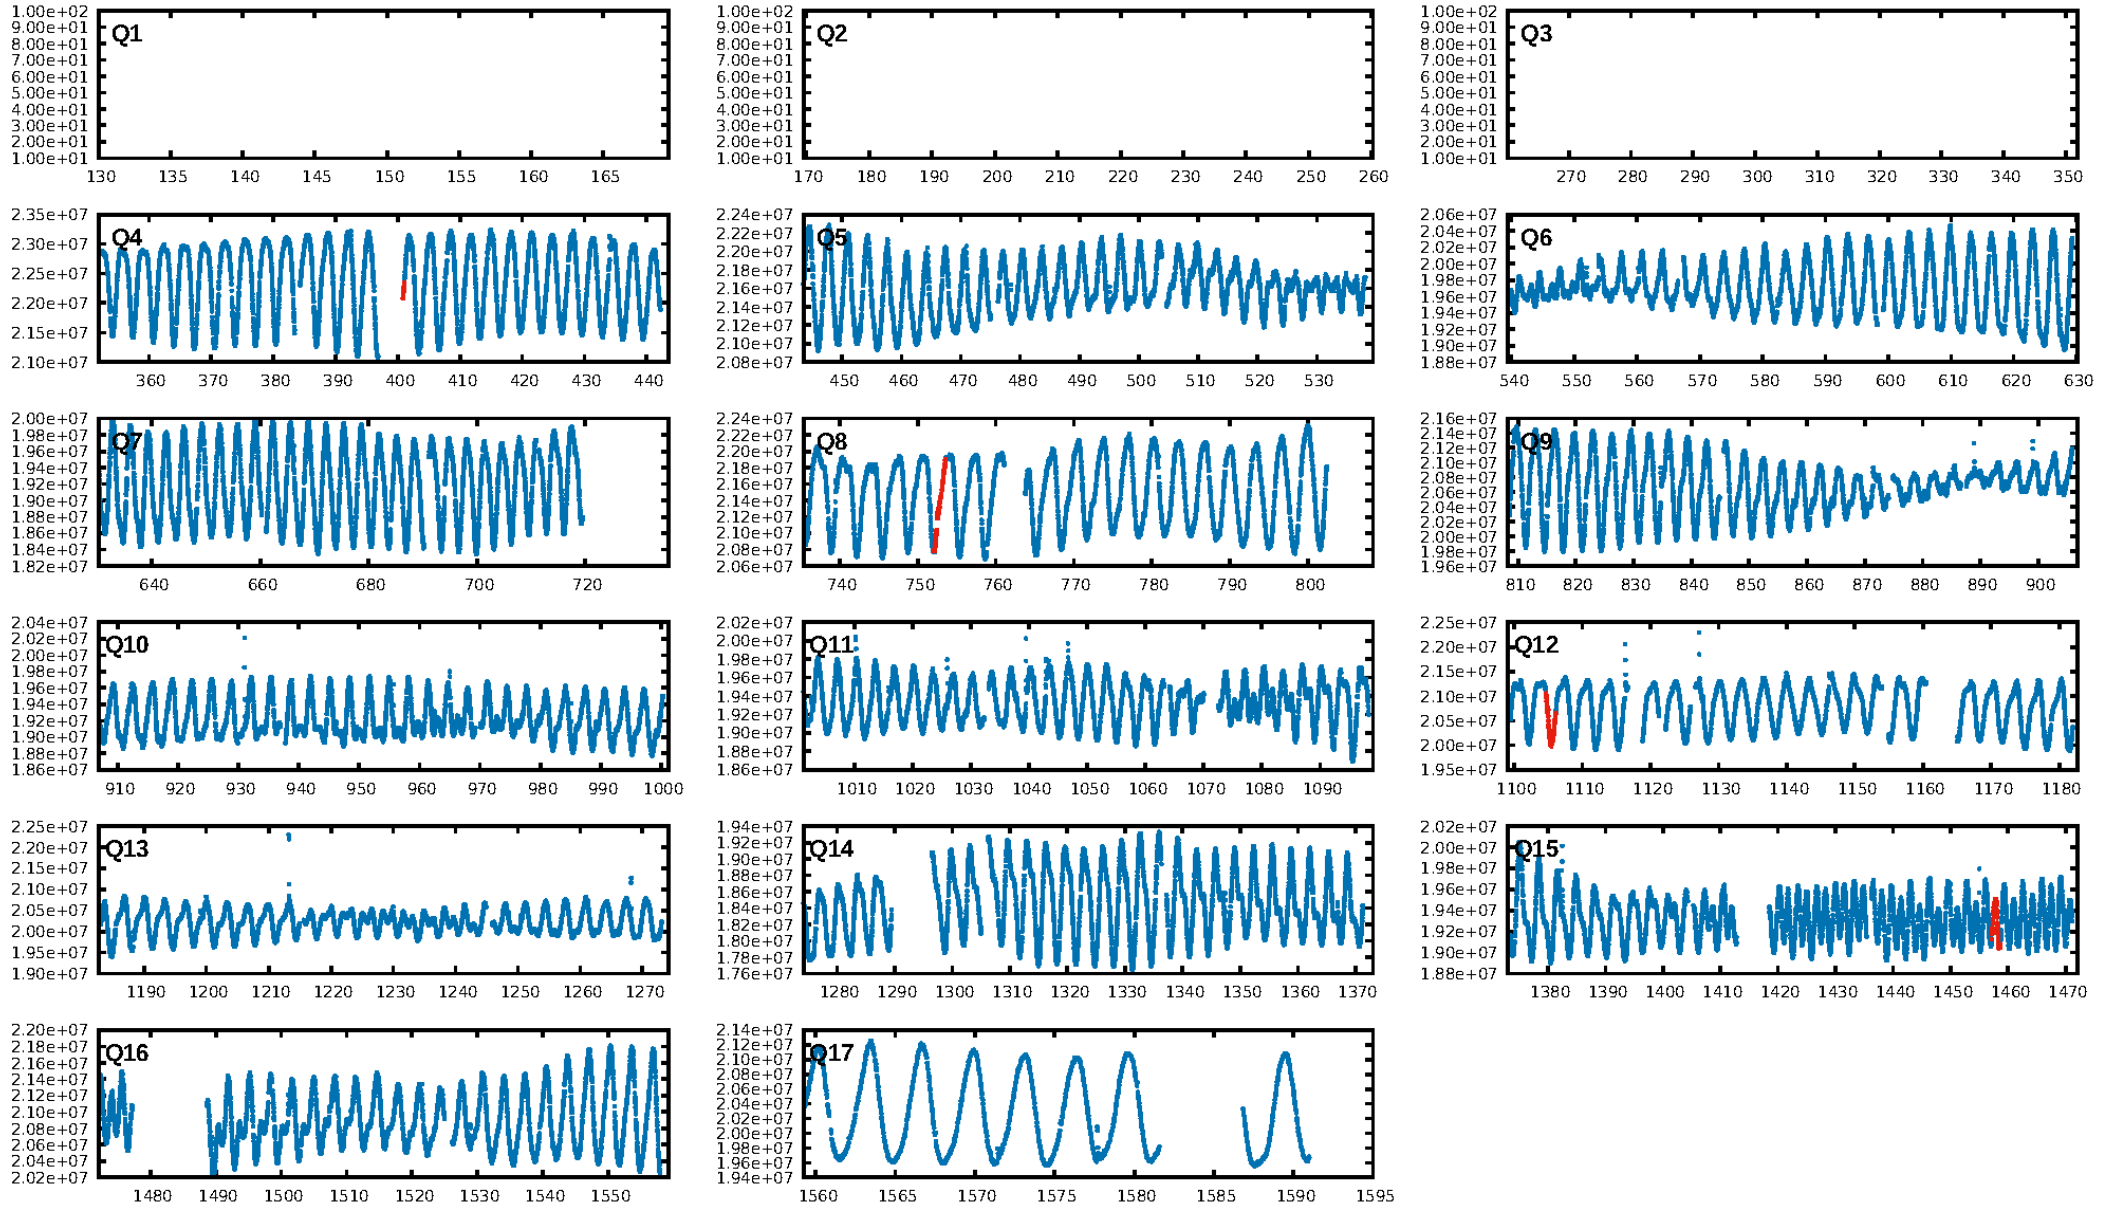 1.00e+02
9.00e+01
8.00e+01
7.00e+01
6.00e+01
5.00e+01
4.00e+01
3.00e+01
2.00e+01
1.00e+01
Q1
130 135 140 145 150 155 160 165
1.00e+02
9.00e+01
8.00e+01
7.00e+01
6.00e+01
5.00e+01
4.00e+01
3.00e+01
2.00e+01
1.00e+01
Q2
170 180 190 200 210 220 230 240 250 260
1.00e+02
9.00e+01
8.00e+01
7.00e+01
6.00e+01
5.00e+01
4.00e+01
3.00e+01
2.00e+01
1.00e+01
Q3
270 280 290 300 310 320 330 340 350
2.35e+07
2.30e+07
2.25e+07
2.20e+07
2.15e+07
2.10e+07
Q4
360 370 380 390 400 410 420 430 440
2.24e+07
2.22e+07
2.20e+07
2.18e+07
2.16e+07
2.14e+07
2.12e+07
2.10e+07
2.08e+07
Q5
450 460 470 480 490 500 510 520 530
2.06e+07
2.04e+07
2.02e+07
2.00e+07
1.98e+07
1.96e+07
1.94e+07
1.92e+07
1.90e+07
1.88e+07
Q6
540 550 560 570 580 590 600 610 620 630
2.00e+07
1.98e+07
1.96e+07
1.94e+07
1.92e+07
1.90e+07
1.88e+07
1.86e+07
1.84e+07
1.82e+07
Q7
640 660 680 700 720
2.24e+07
2.22e+07
2.20e+07
2.18e+07
2.16e+07
2.14e+07
2.12e+07
2.10e+07
2.08e+07
2.06e+07
Q8
740 750 760 770 780 790 800
2.16e+07
2.14e+07
2.12e+07
2.10e+07
2.08e+07
2.06e+07
2.04e+07
2.02e+07
2.00e+07
1.98e+07
1.96e+07
Q9
810 820 830 840 850 860 870 880 890 900
2.04e+07
2.02e+07
2.00e+07
1.98e+07
1.96e+07
1.94e+07
1.92e+07
1.90e+07
1.88e+07
1.86e+07
Q10
910 920 930 940 950 960 970 980 990 1000
2.02e+07
2.00e+07
1.98e+07
1.96e+07
1.94e+07
1.92e+07
1.90e+07
1.88e+07
1.86e+07
Q11
1010 1020 1030 1040 1050 1060 1070 1080 1090
2.25e+07
2.20e+07
2.15e+07
2.10e+07
2.05e+07
2.00e+07
1.95e+07
Q12
1100 1110 1120 1130 1140 1150 1160 1170 1180
2.25e+07
2.20e+07
2.15e+07
2.10e+07
2.05e+07
2.00e+07
1.95e+07
1.90e+07
Q13
1190 1200 1210 1220 1230 1240 1250 1260 1270
1.94e+07
1.92e+07
1.90e+07
1.88e+07
1.86e+07
1.84e+07
1.82e+07
1.80e+07
1.78e+07
1.76e+07
Q14
1280 1290 1300 1310 1320 1330 1340 1350 1360 1370
2.02e+07
2.00e+07
1.98e+07
1.96e+07
1.94e+07
1.92e+07
1.90e+07
1.88e+07
Q15
1380 1390 1400 1410 1420 1430 1440 1450 1460 1470
2.20e+07
2.18e+07
2.16e+07
2.14e+07
2.12e+07
2.10e+07
2.08e+07
2.06e+07
2.04e+07
2.02e+07
Q16
1480 1490 1500 1510 1520 1530 1540 1550
2.14e+07
2.12e+07
2.10e+07
2.08e+07
2.06e+07
2.04e+07
2.02e+07
2.00e+07
1.98e+07
1.96e+07
1.94e+07
Q17
1560 1565 1570 1575 1580 1585 1590 1595